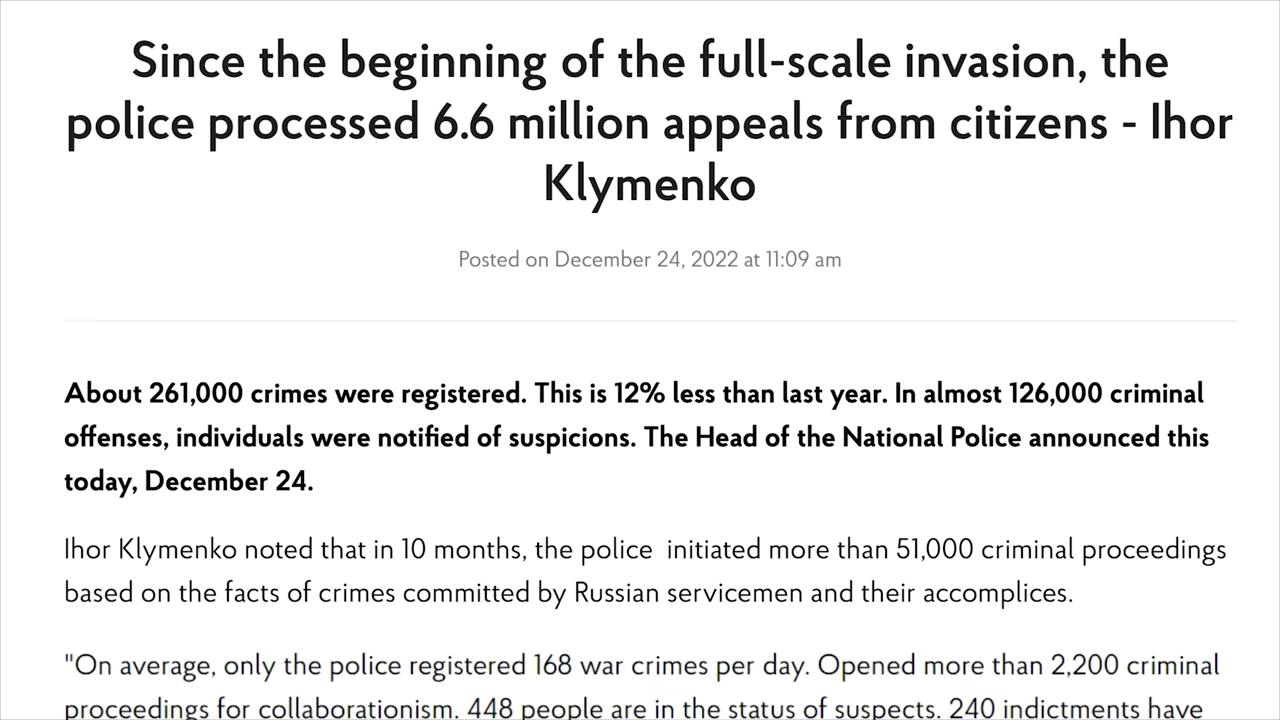 Since the beginning of the full-scale invasion, the
police processed 6.6 million appeals from citizens - Ihor
Klymenko
Posted on December 24, 2022 at 11:09 am
About 261,000 crimes were registered. This is 12% less than last year. In almost 126,000 criminal
offenses, individuals were notified of suspicions. The Head of the National Police announced this
today, December 24.
Ihor Klymenko noted that in 10 months, the police  initiated more than 51,000 criminal proceedings
based on the facts of crimes committed by Russian servicemen and their accomplices.
"On average, only the police registered 168 war crimes per day. Opened more than 2,200 criminal
proceedings for collaborationism. 448 people are in the status of suspects. 240 indictments have